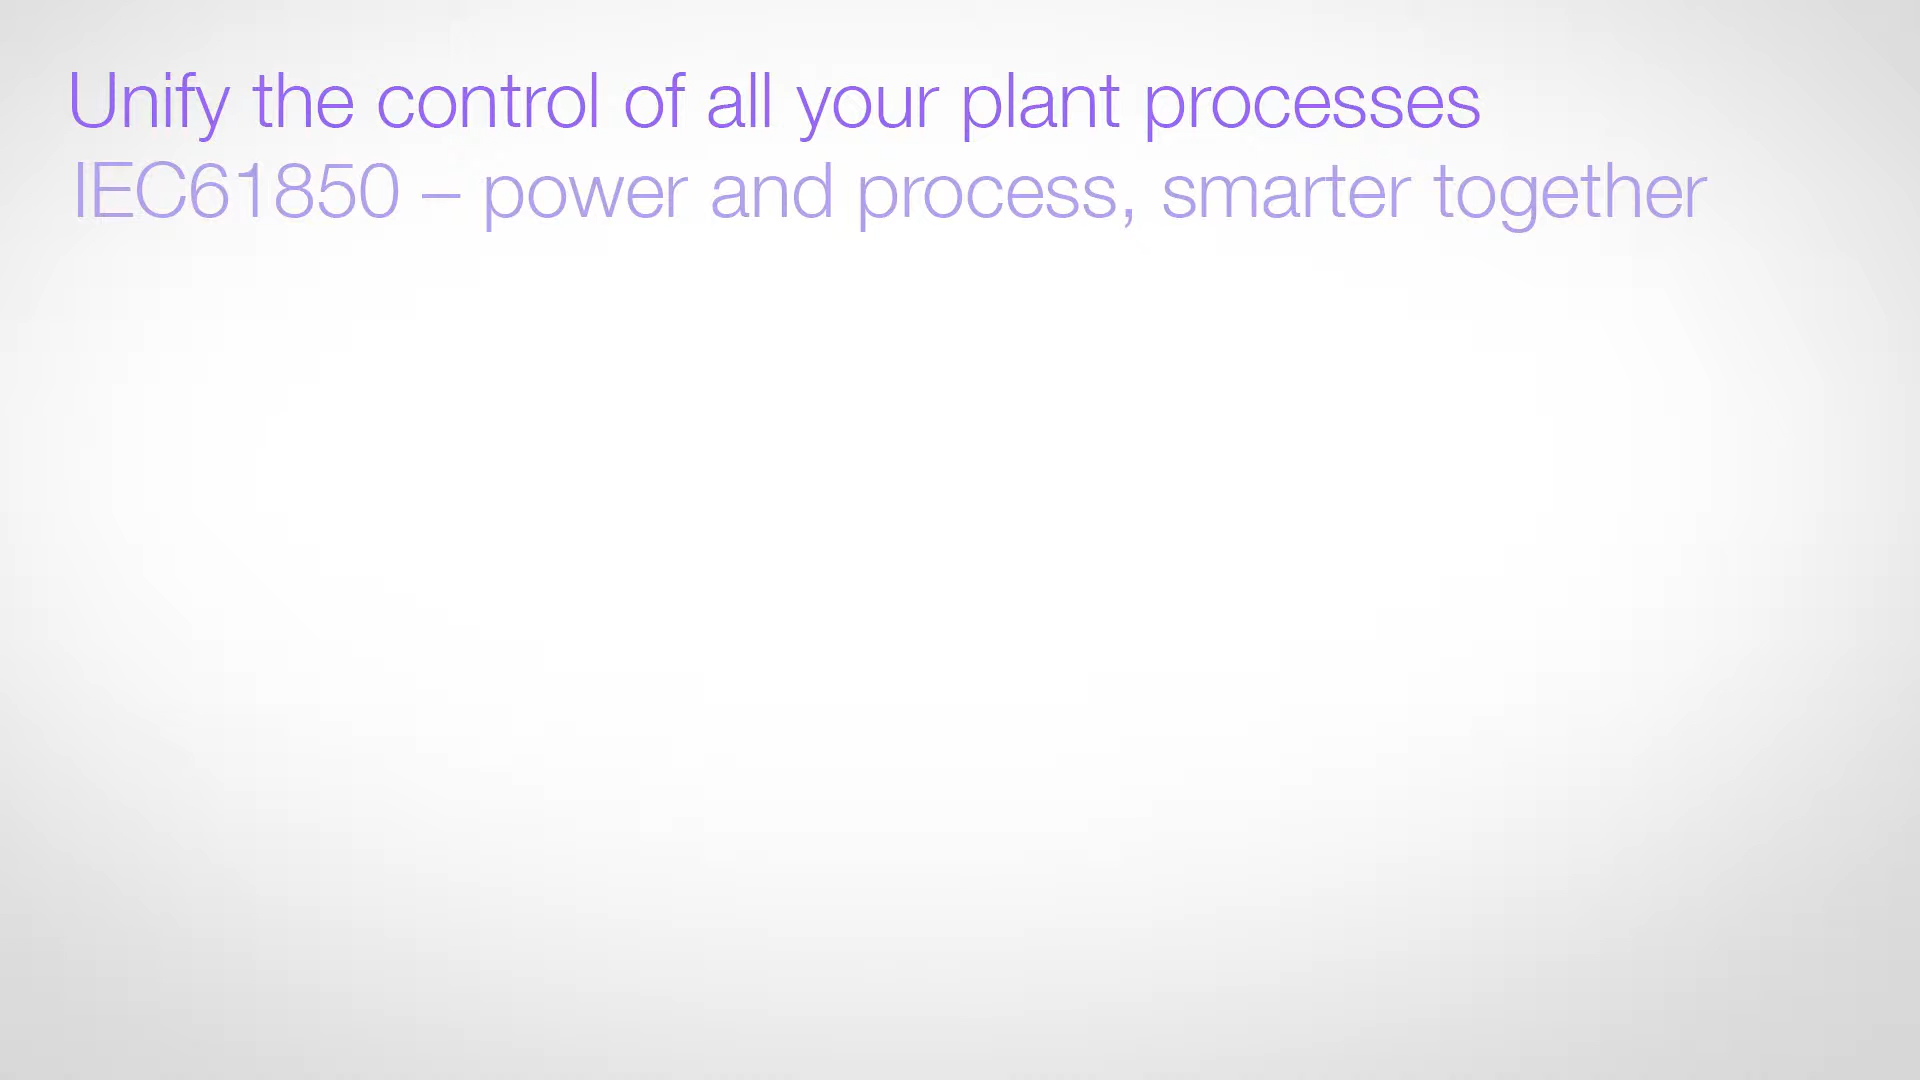 Unify the control of all your plant processes
IEC61850 – power and process, smarter together